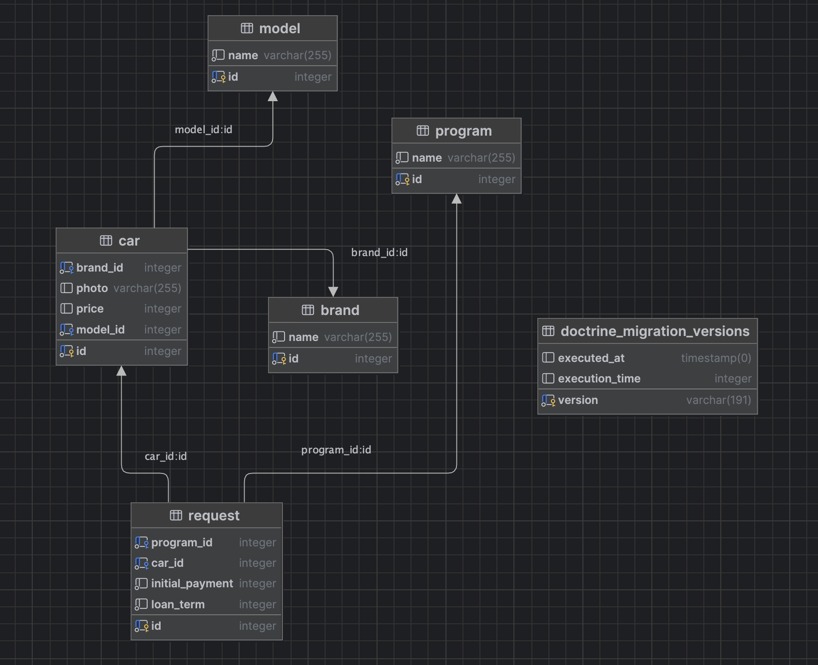 model
name varchar(255)
id integer
model_id:id
program
name varchar(255)
id integer
car
brand_id integer
photo varchar(255)
price integer
model_id integer
id integer
brand_id:id
brand
name varchar(255)
id integer
doctrine_migration_versions
executed_at timestamp(0)
execution_time integer
version varchar(191)
car_id:id
program_id:id
request
program_id integer
car_id integer
initial_payment integer
loan_term integer
id integer